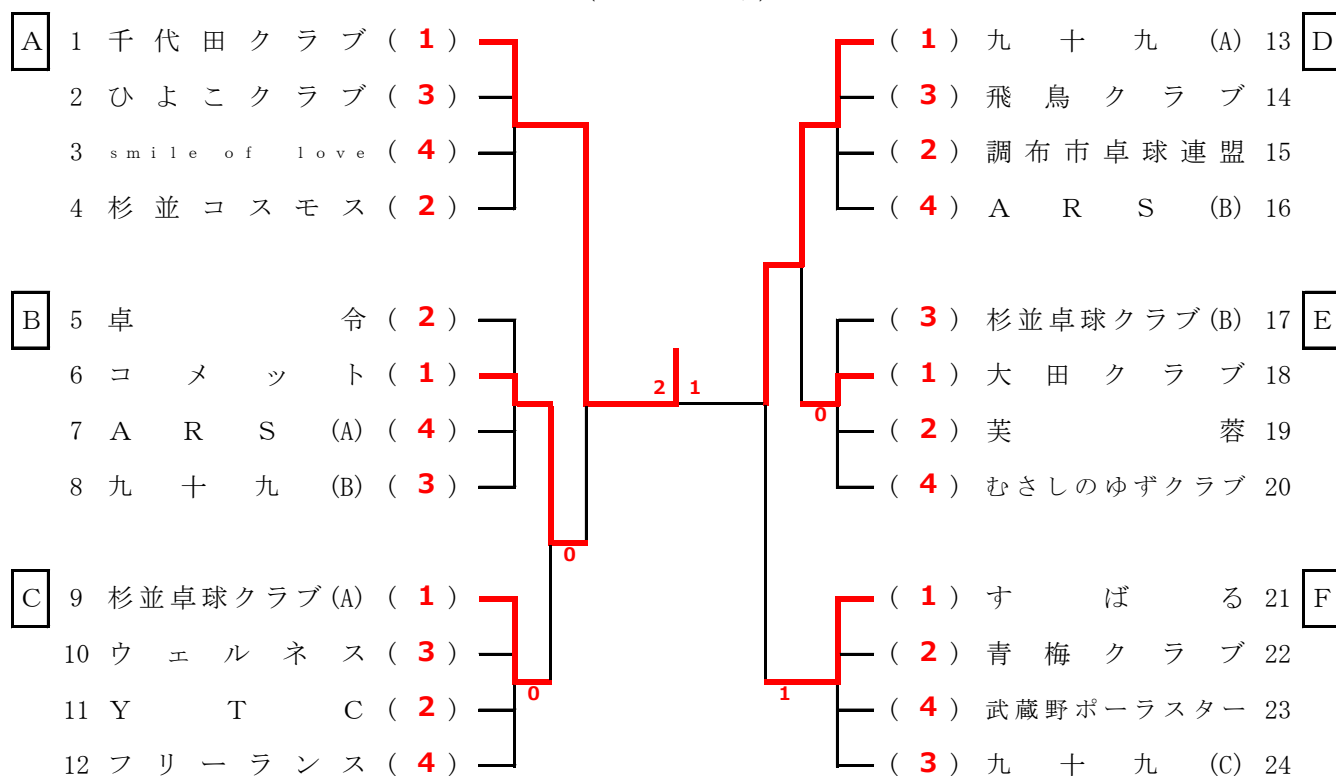 A 1 千代田クラブ ( 1 )
2 ひよこクラブ ( 3 )
3 smile of love ( 4 )
4 杉並コスモス ( 2 )
B 5 卓令 ( 2 )
6 コメット ( 1 )
7 ARS (A) ( 4 )
8 九十九 (B) ( 3 )
C 9 杉並卓球クラブ(A) ( 1 )
10 ウェルネス ( 3 )
11 YTC ( 2 )
12 フリーランス ( 4 )
0
0
2 1
0
1
( 1 ) 九十九 (A) 13 D
( 3 ) 飛鳥クラブ 14
( 2 ) 調布市卓球連盟 15
( 4 ) ARS (B) 16
( 3 ) 杉並卓球クラブ(B) 17 E
( 1 ) 大田クラブ 18
( 2 ) 芙蓉 19
( 4 ) むさしのゆずクラブ 20
( 1 ) すばる 21 F
( 2 ) 青梅クラブ 22
( 4 ) 武蔵野ポーラスター 23
( 3 ) 九十九 (C) 24